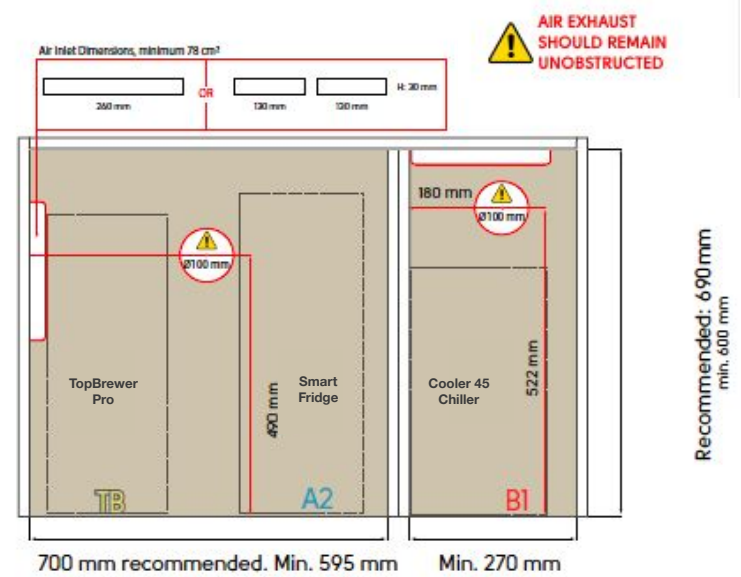 AIR EXHAUST
SHOULD REMAIN
UNOBSTRUCTED
Air Inlet Dimensions, minimum 78 cm²
260 mm
OR
130 mm
130 mm
H: 30 mm
180 mm
Ø100 mm
Ø100 mm
TopBrewer
Pro
Smart
Fridge
Cooler 45
Chiller
490 mm
522 mm
TB
A2
B1
Recommended: 690mm
min. 600 mm
700 mm recommended. Min. 595 mm
Min. 270 mm